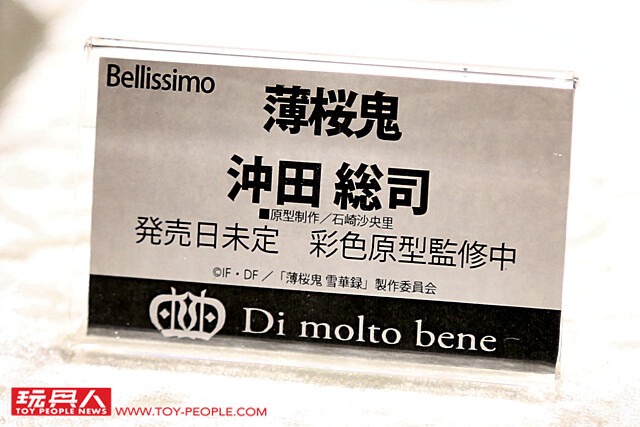 Bellissimo
薄桜鬼
沖田 総司
原型制作／石崎沙央里
発売日未定　彩色原型監修中
©IF・DF／「薄桜鬼 雪華録」製作委員会
Di molto bene
玩具人
TOY PEOPLE NEWS
WWW.TOY-PEOPLE.COM